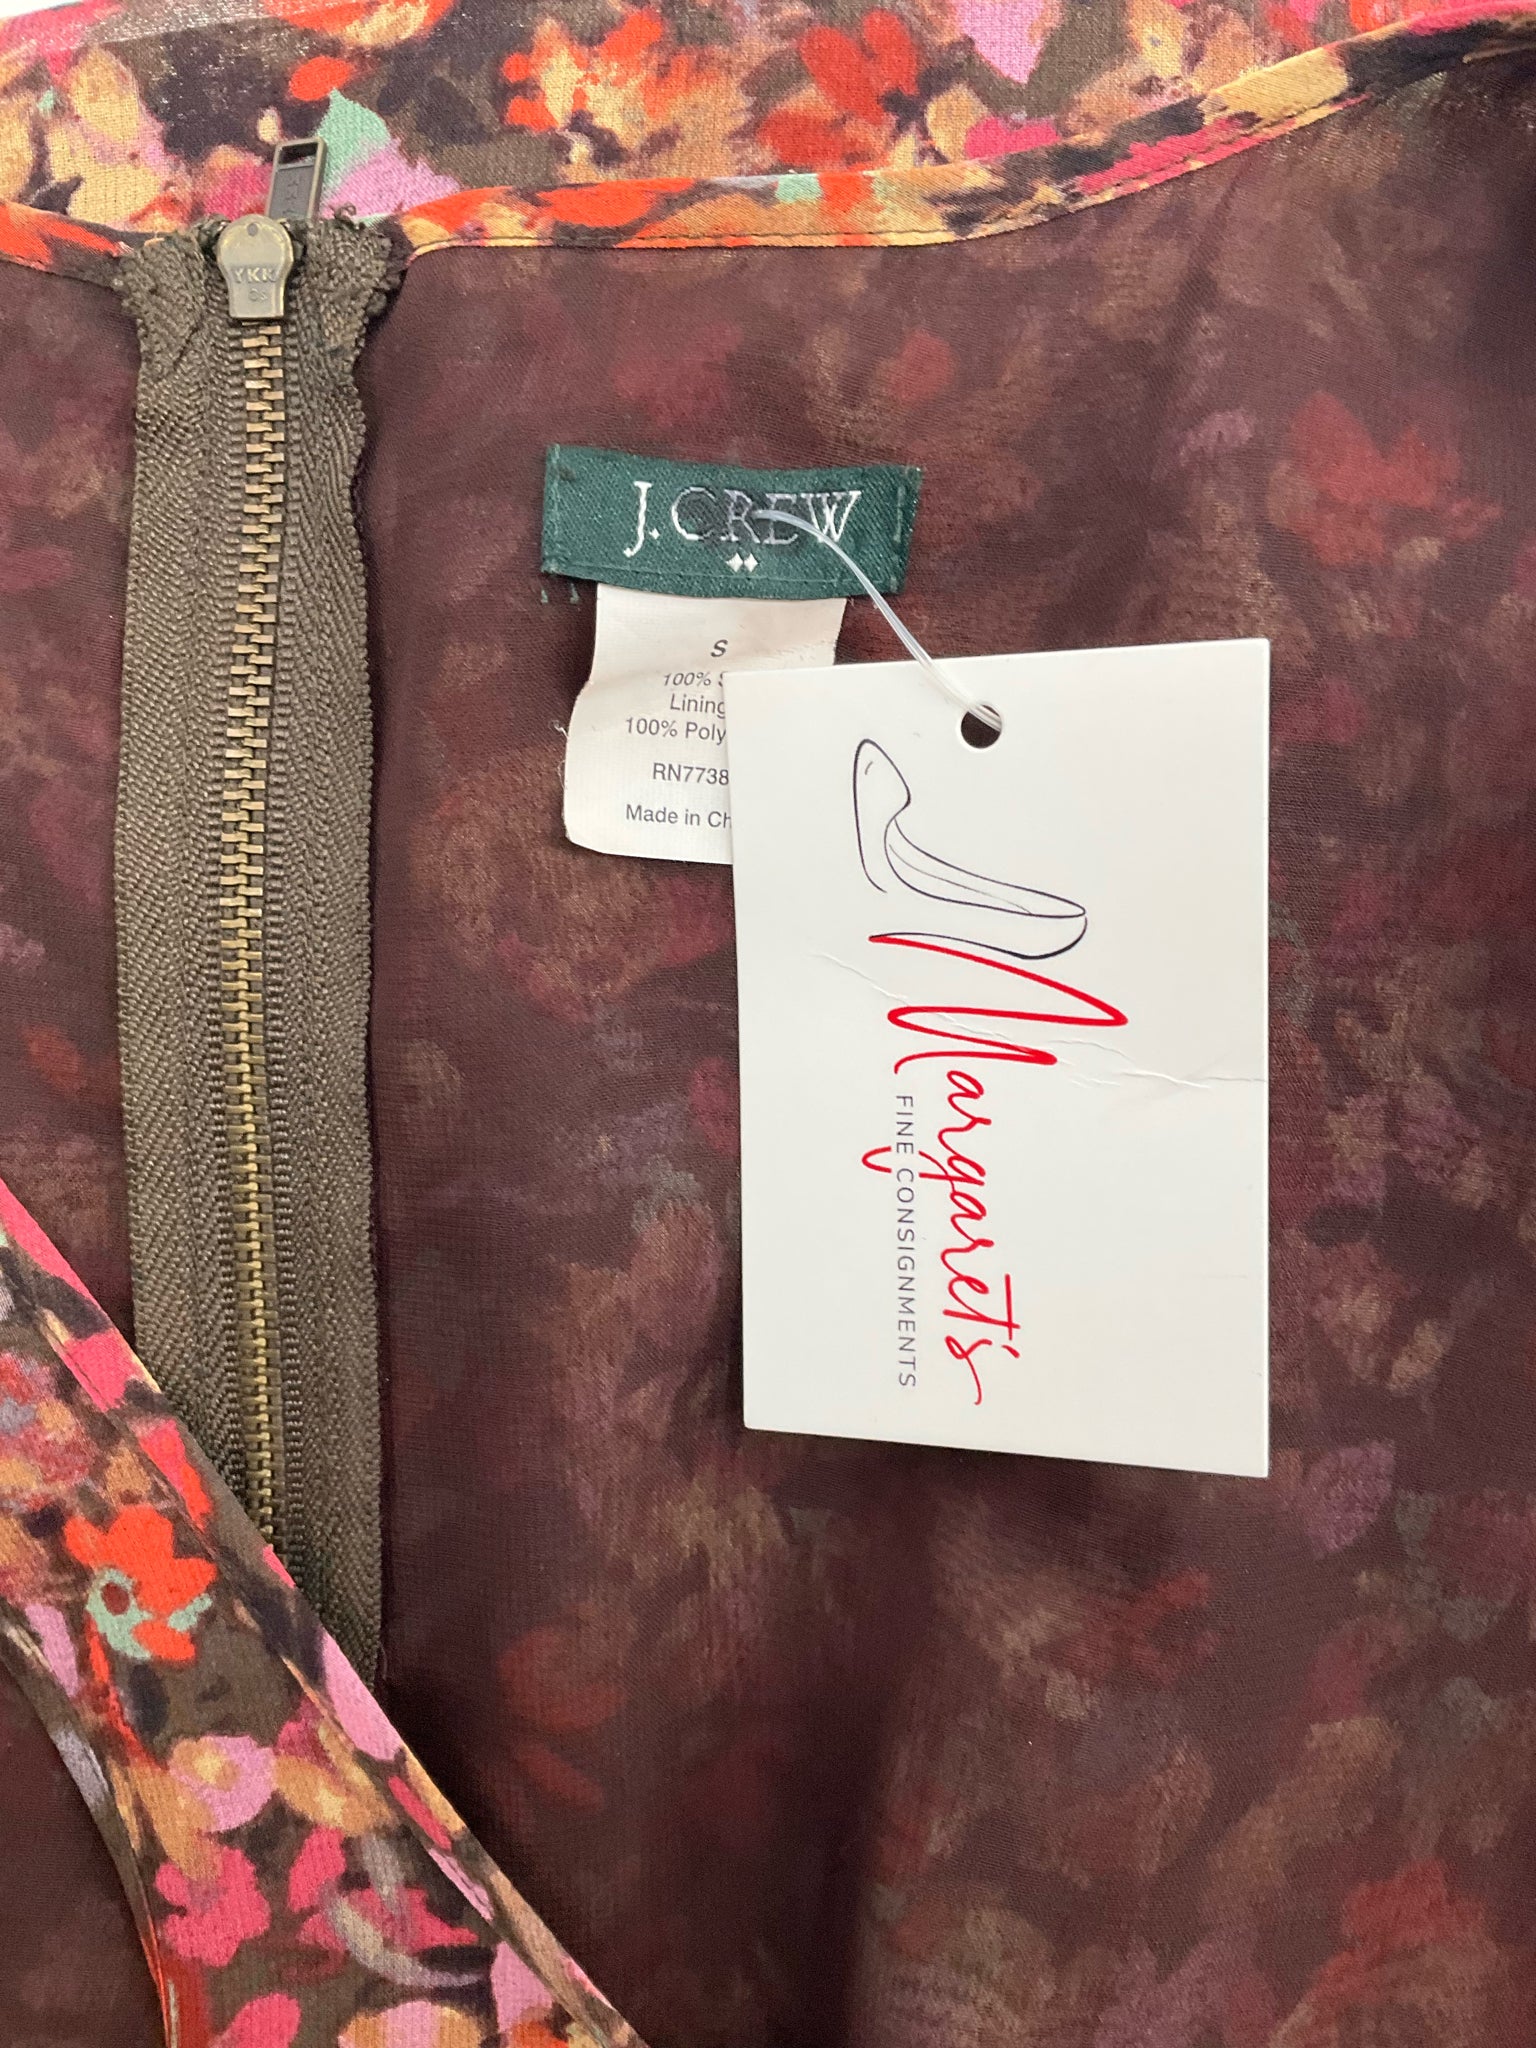 YKK
J. CREW
S
100%
Lining
100% Poly
RN7738
Made in Ch
Margaret's
FINE CONSIGNMENTS